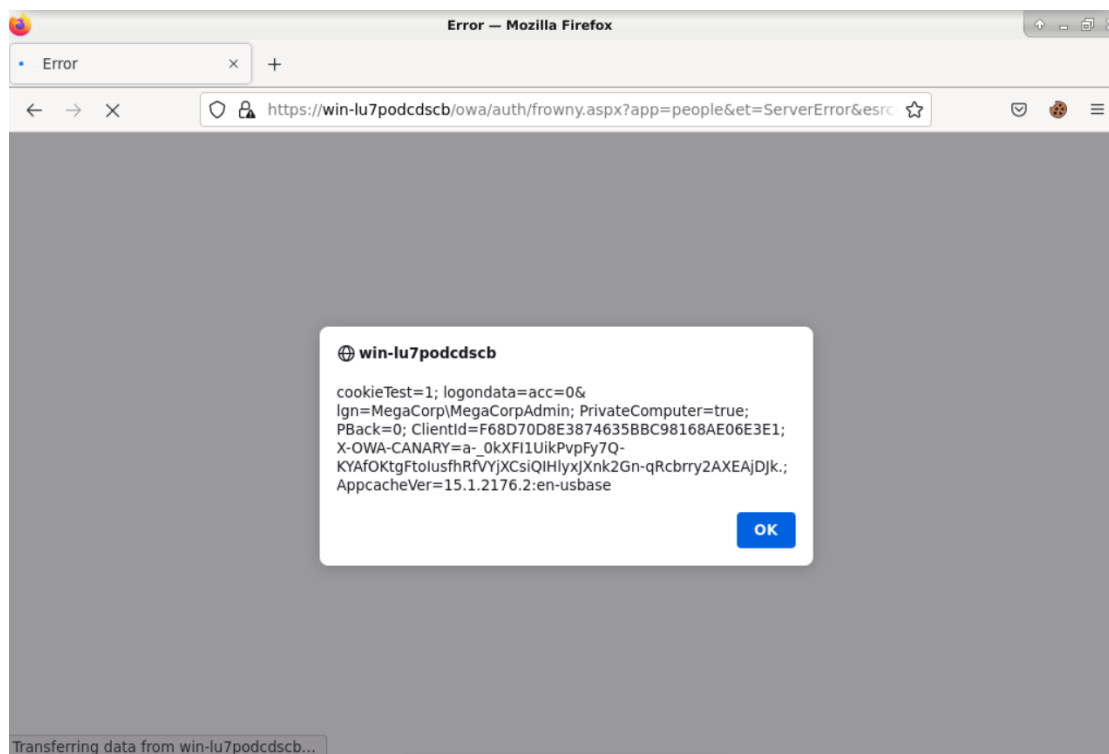 Error — Mozilla Firefox
Error
https://win-lu7podcdscb/owa/auth/frowny.aspx?app=people&et=ServerError&esrc
win-lu7podcdscb
cookieTest=1; logondata=acc=0&
lgn=MegaCorp\MegaCorpAdmin; PrivateComputer=true;
PBack=0; ClientId=F68D70D8E3874635BBC98168AE06E3E1;
X-OWA-CANARY=a-_0kXFI1UikPvpFy7Q-
KYAfOKtgFtoIusfhRfVYjXCsiQIHlyxJXnk2Gn-qRcbrry2AXEAjDJk.;
AppcacheVer=15.1.2176.2:en-usbase
OK
Transferring data from win-lu7podcdscb...